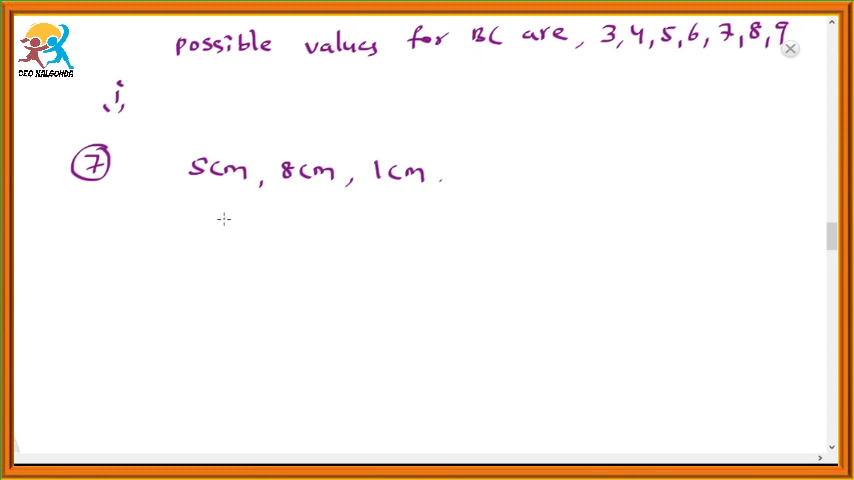 possible values for BC are, 3,4,5,6,7,8,9
DEO NALGONDA
i,
7 5cm, 8cm, 1cm.